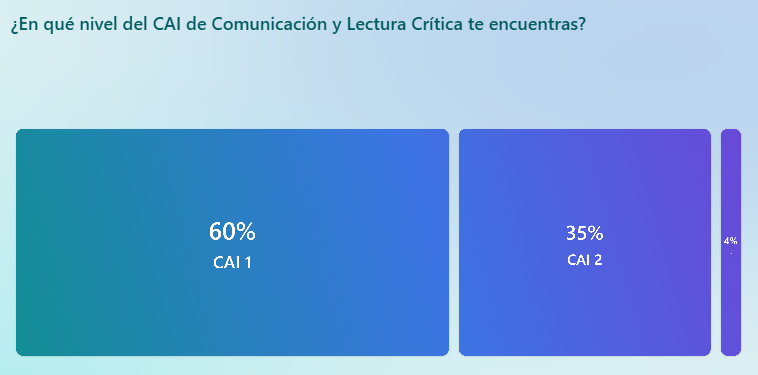 ¿En qué nivel del CAI de Comunicación y Lectura Crítica te encuentras?
60%
CAI 1
35%
CAI 2
4%
.